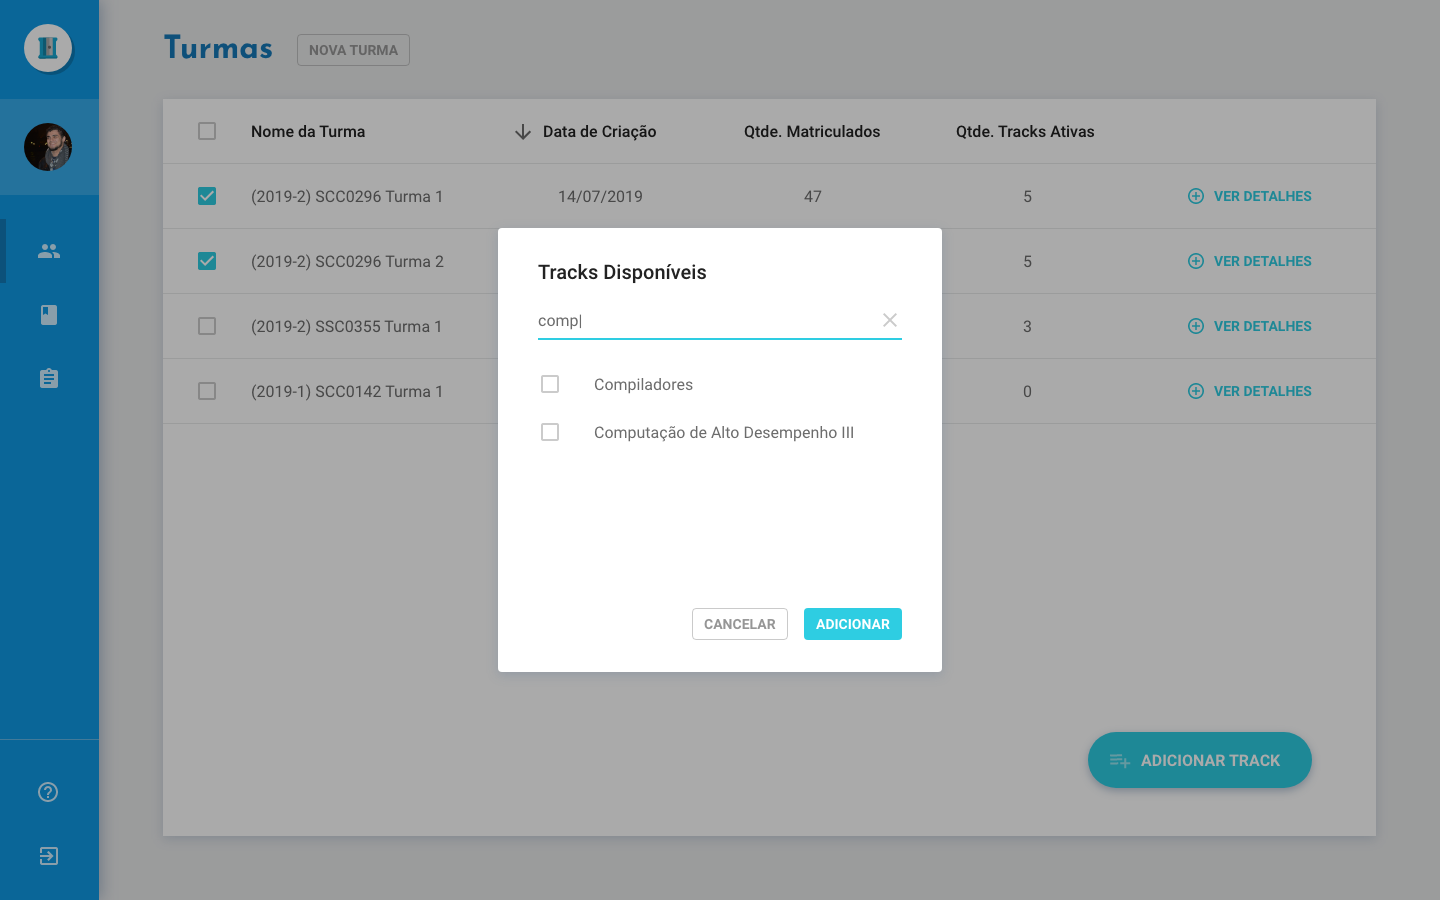 Turmas NOVA TURMA
Nome da Turma Data de Criação Qtde. Matriculados Qtde. Tracks Ativas
(2019-2) SCC0296 Turma 1 14/07/2019 47 5 VER DETALHES
(2019-2) SCC0296 Turma 2 5 VER DETALHES
(2019-2) SSC0355 Turma 1 3 VER DETALHES
(2019-1) SCC0142 Turma 1 0 VER DETALHES
Tracks Disponíveis
comp
Compiladores
Computação de Alto Desempenho III
CANCELAR ADICIONAR
ADICIONAR TRACK